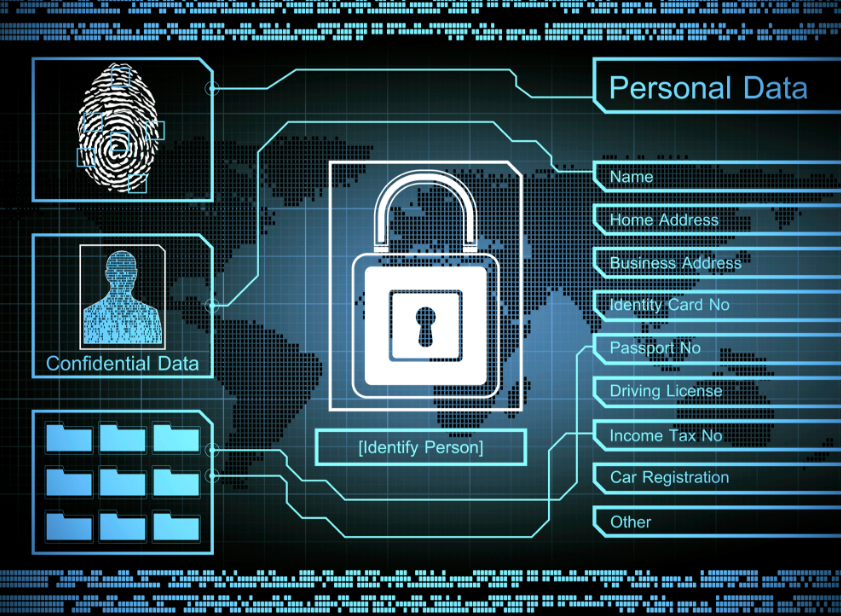 Personal Data
Name
Home Address
Business Address
Identity Card No
Passport No
Confidential Data
Driving License
Income Tax No
[Identify Person]
Car Registration
Other